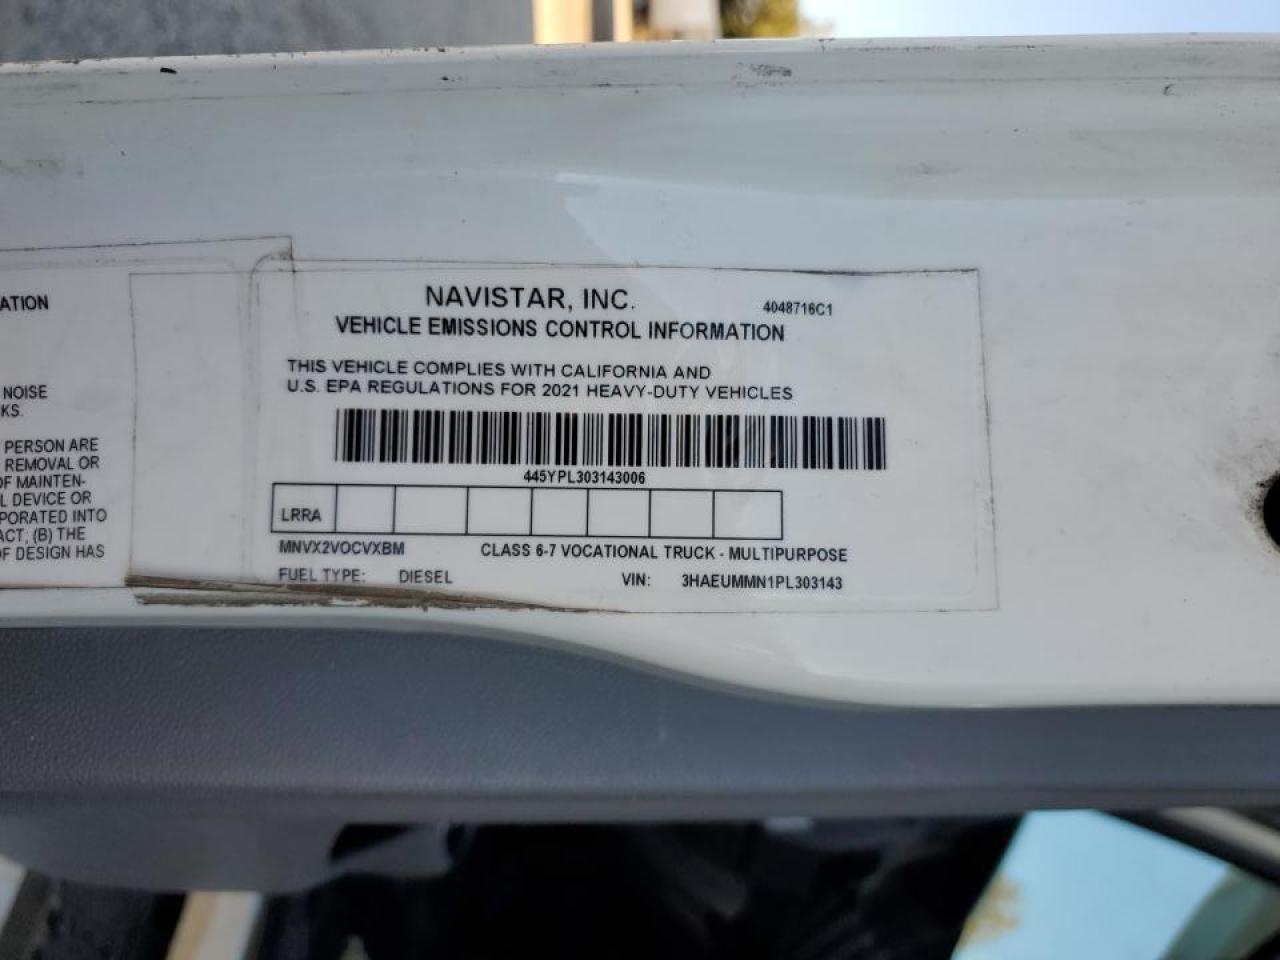 ATION
NOISE
KS.
PERSON ARE
REMOVAL OR
OF MAINTEN-
L DEVICE OR
PORATED INTO
ACT; (B) THE
OF DESIGN HAS
NAVISTAR, INC.
4048716C1
VEHICLE EMISSIONS CONTROL INFORMATION
THIS VEHICLE COMPLIES WITH CALIFORNIA AND
U.S. EPA REGULATIONS FOR 2021 HEAVY-DUTY VEHICLES
445YPL303143006
LRRA
MNVX2VOCVXBM CLASS 6-7 VOCATIONAL TRUCK - MULTIPURPOSE
FUEL TYPE: DIESEL VIN: 3HAEUMMN1PL303143